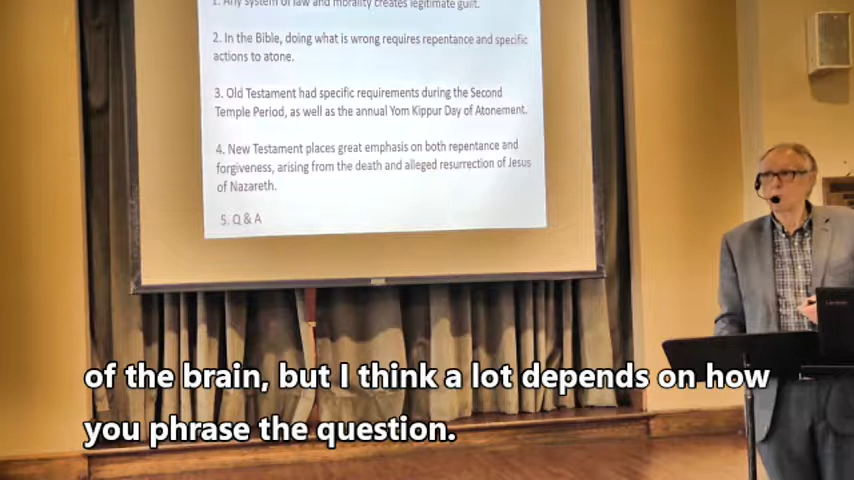 1. Any system of law and morality creates legitimate guilt.
2. In the Bible, doing what is wrong requires repentance and specific
actions to atone.
3. Old Testament had specific requirements during the Second
Temple Period, as well as the annual Yom Kippur Day of Atonement.
4. New Testament places great emphasis on both repentance and
forgiveness, arising from the death and alleged resurrection of Jesus
of Nazareth.
5. Q & A
of the brain, but I think a lot depends on how
you phrase the question.